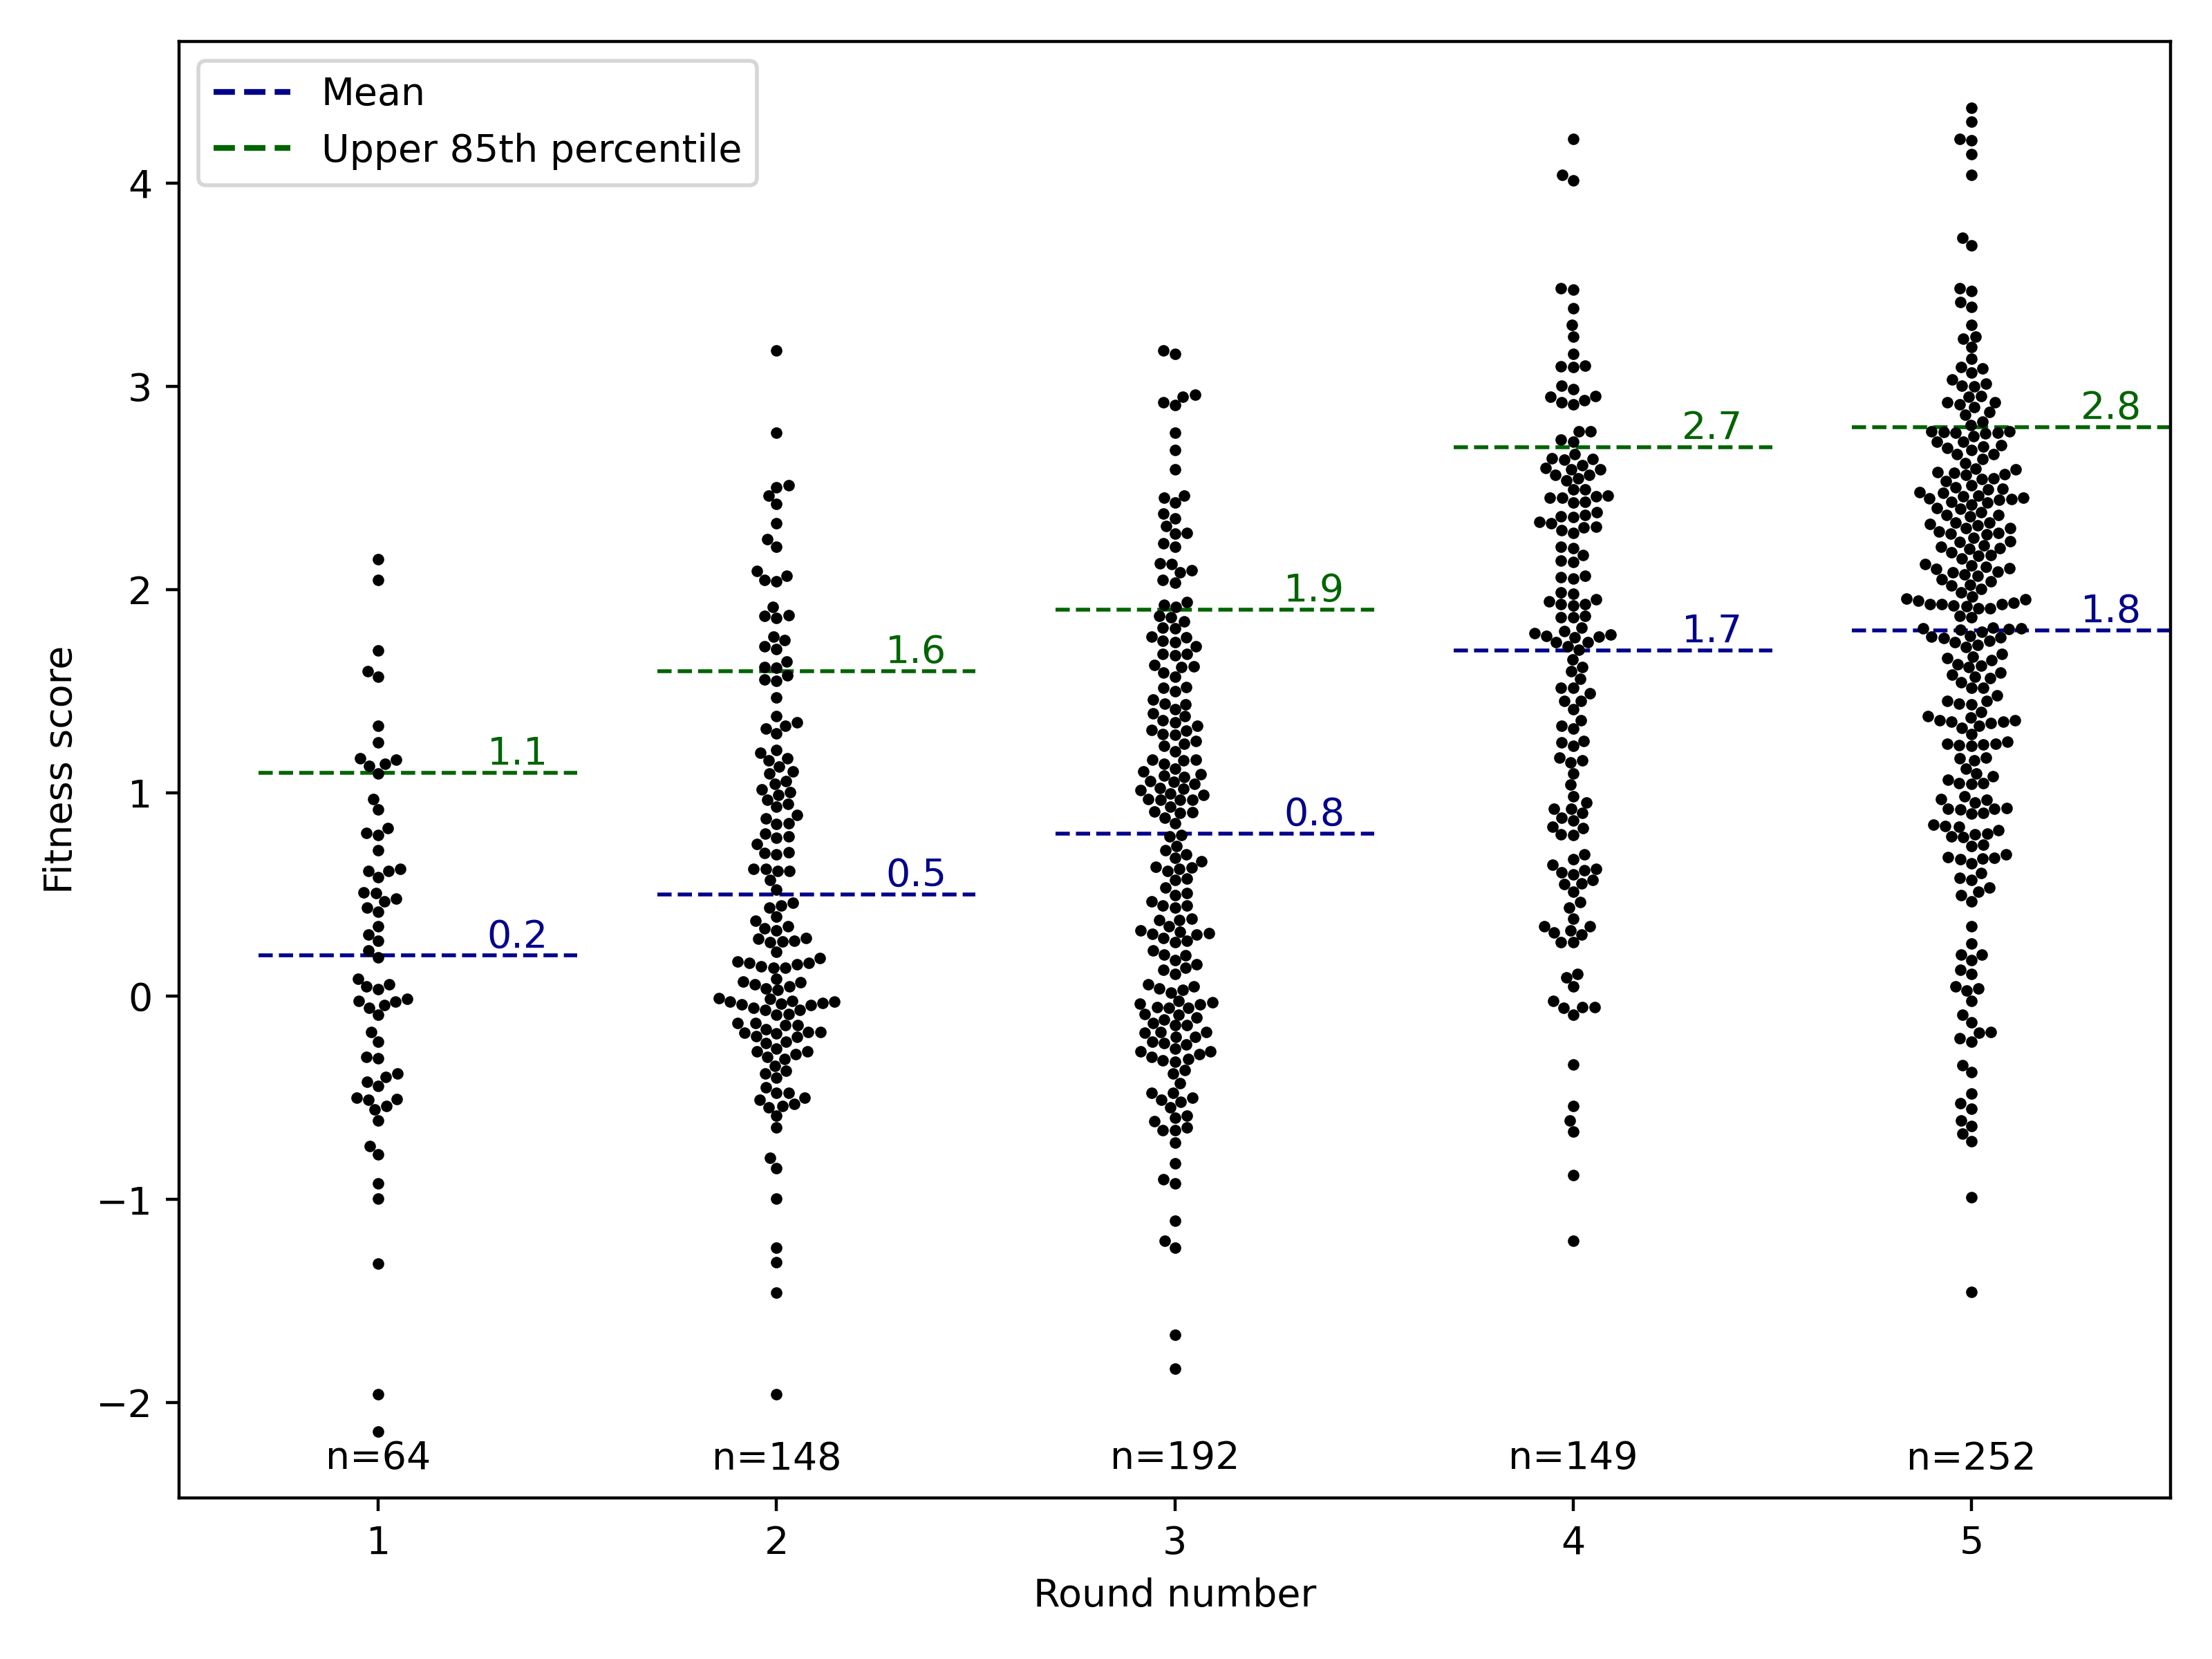 Mean
Upper 85th percentile
4
3
2
1
0
−1
−2
Fitness score
1.1
0.2
1.6
0.5
1.9
0.8
2.7
1.7
2.8
1.8
n=64
n=148
n=192
n=149
n=252
1
2
3
4
5
Round number